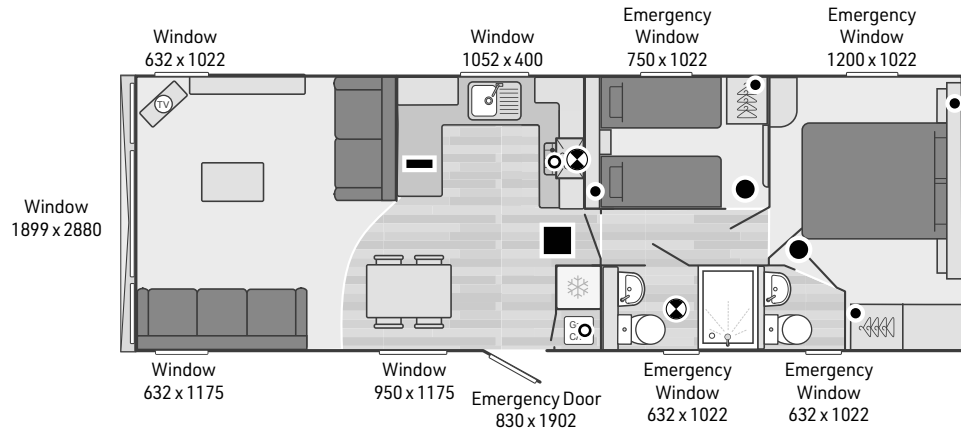 Window
632 x 1022
Window
1052 x 400
Emergency
Window
750 x 1022
Emergency
Window
1200 x 1022
TV
Window
1899 x 2880
Window
632 x 1175
Window
950 x 1175
Emergency Door
830 x 1902
Emergency
Window
632 x 1022
Emergency
Window
632 x 1022